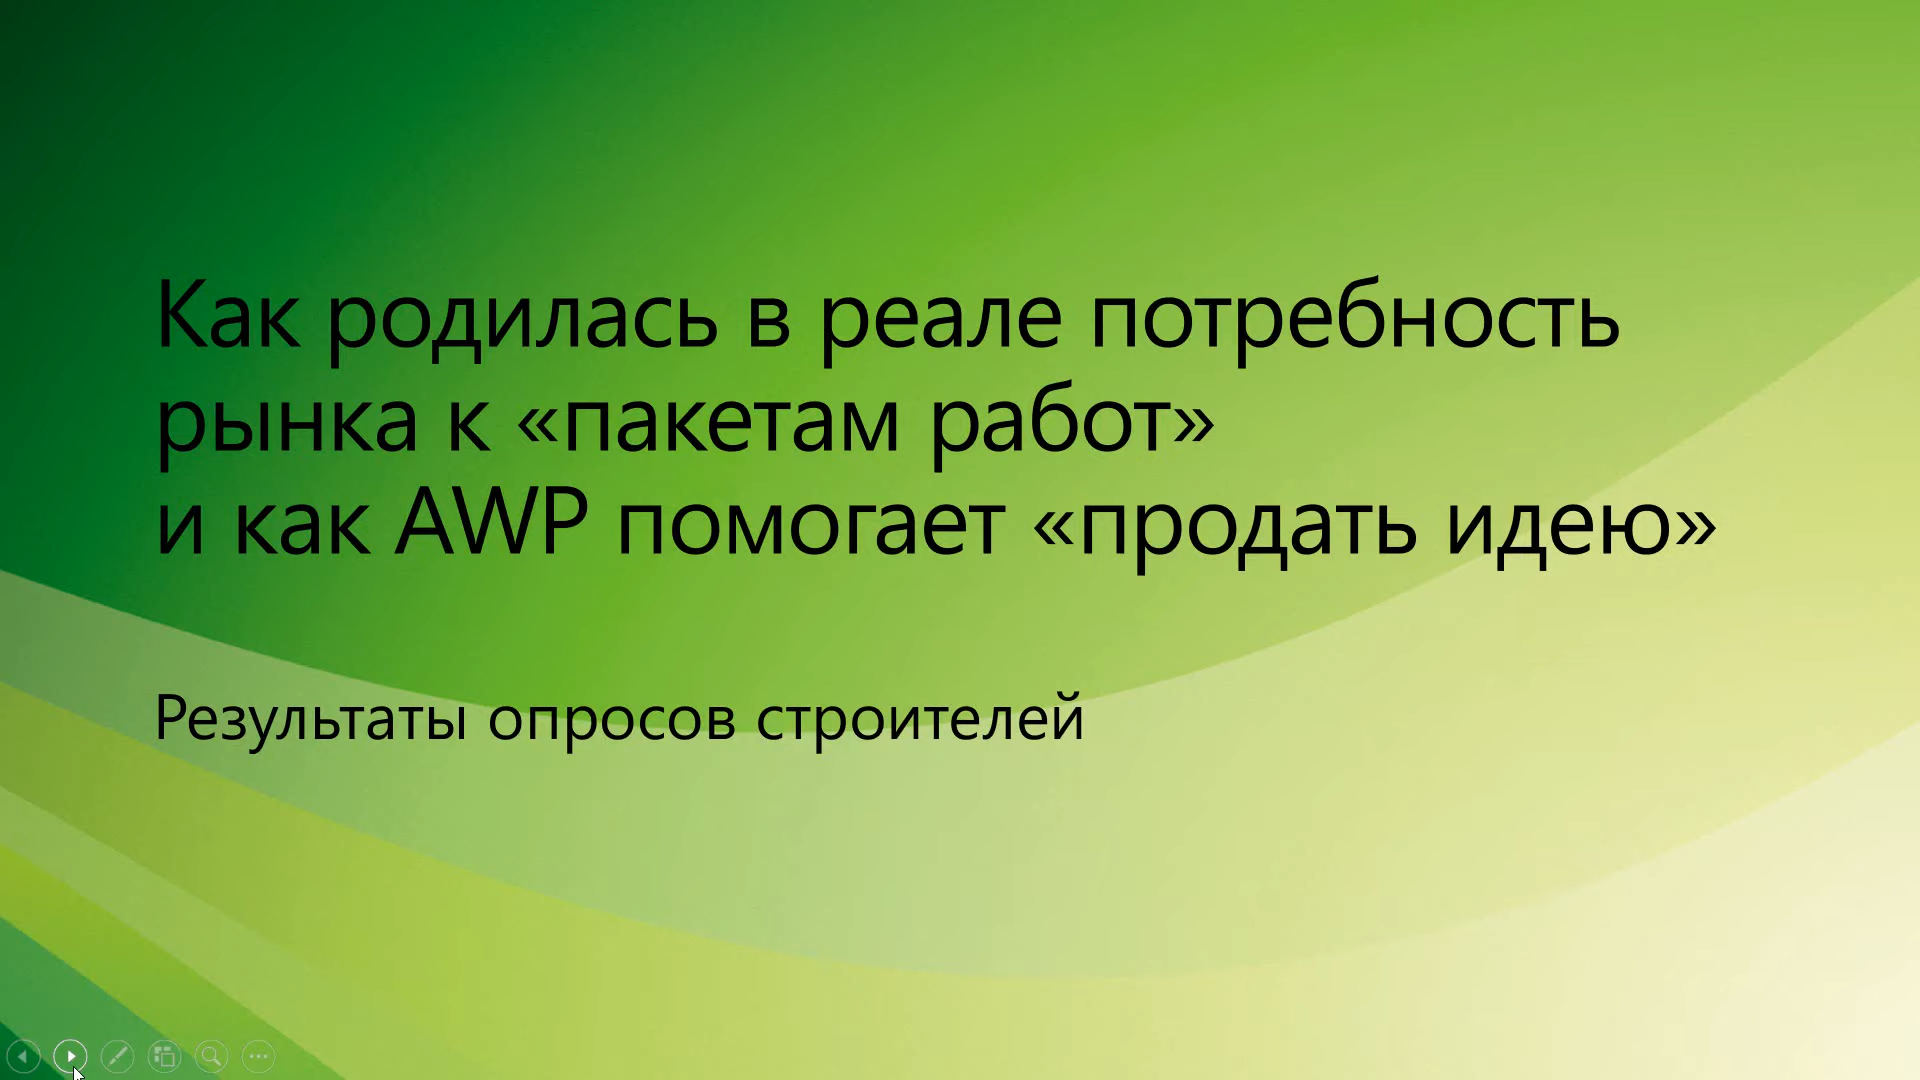 Как родилась в реале потребность
рынка к «пакетам работ»
и как AWP помогает «продать идею»
Результаты опросов строителей